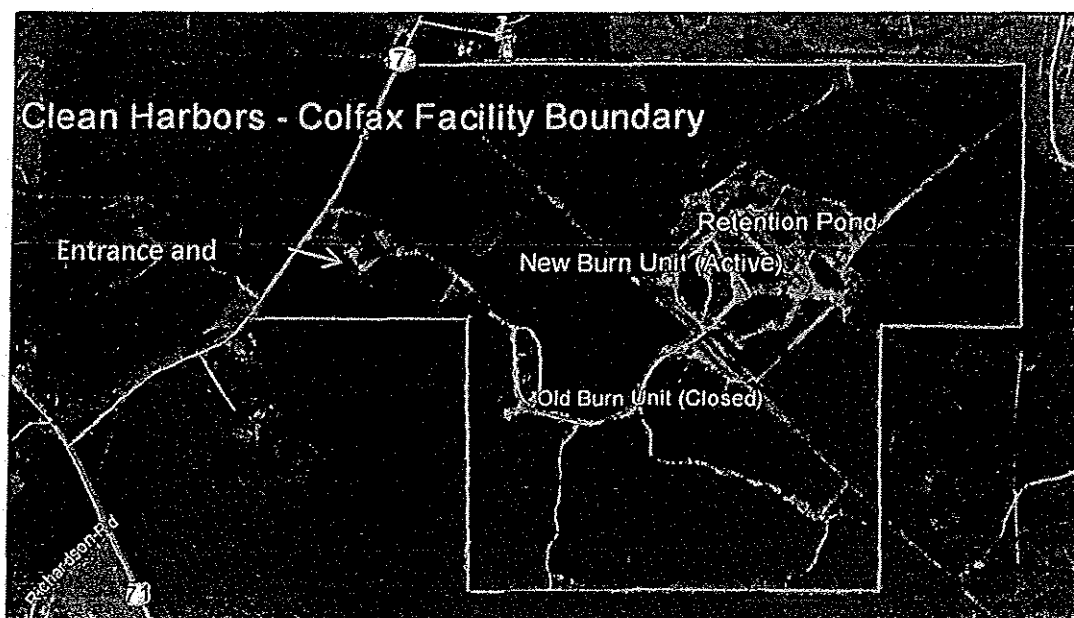 Clean Harbors - Colfax Facility Boundary
Retention Pond
Entrance and
New Burn Unit (Active)
Old Burn Unit (Closed)
Richardson Rd